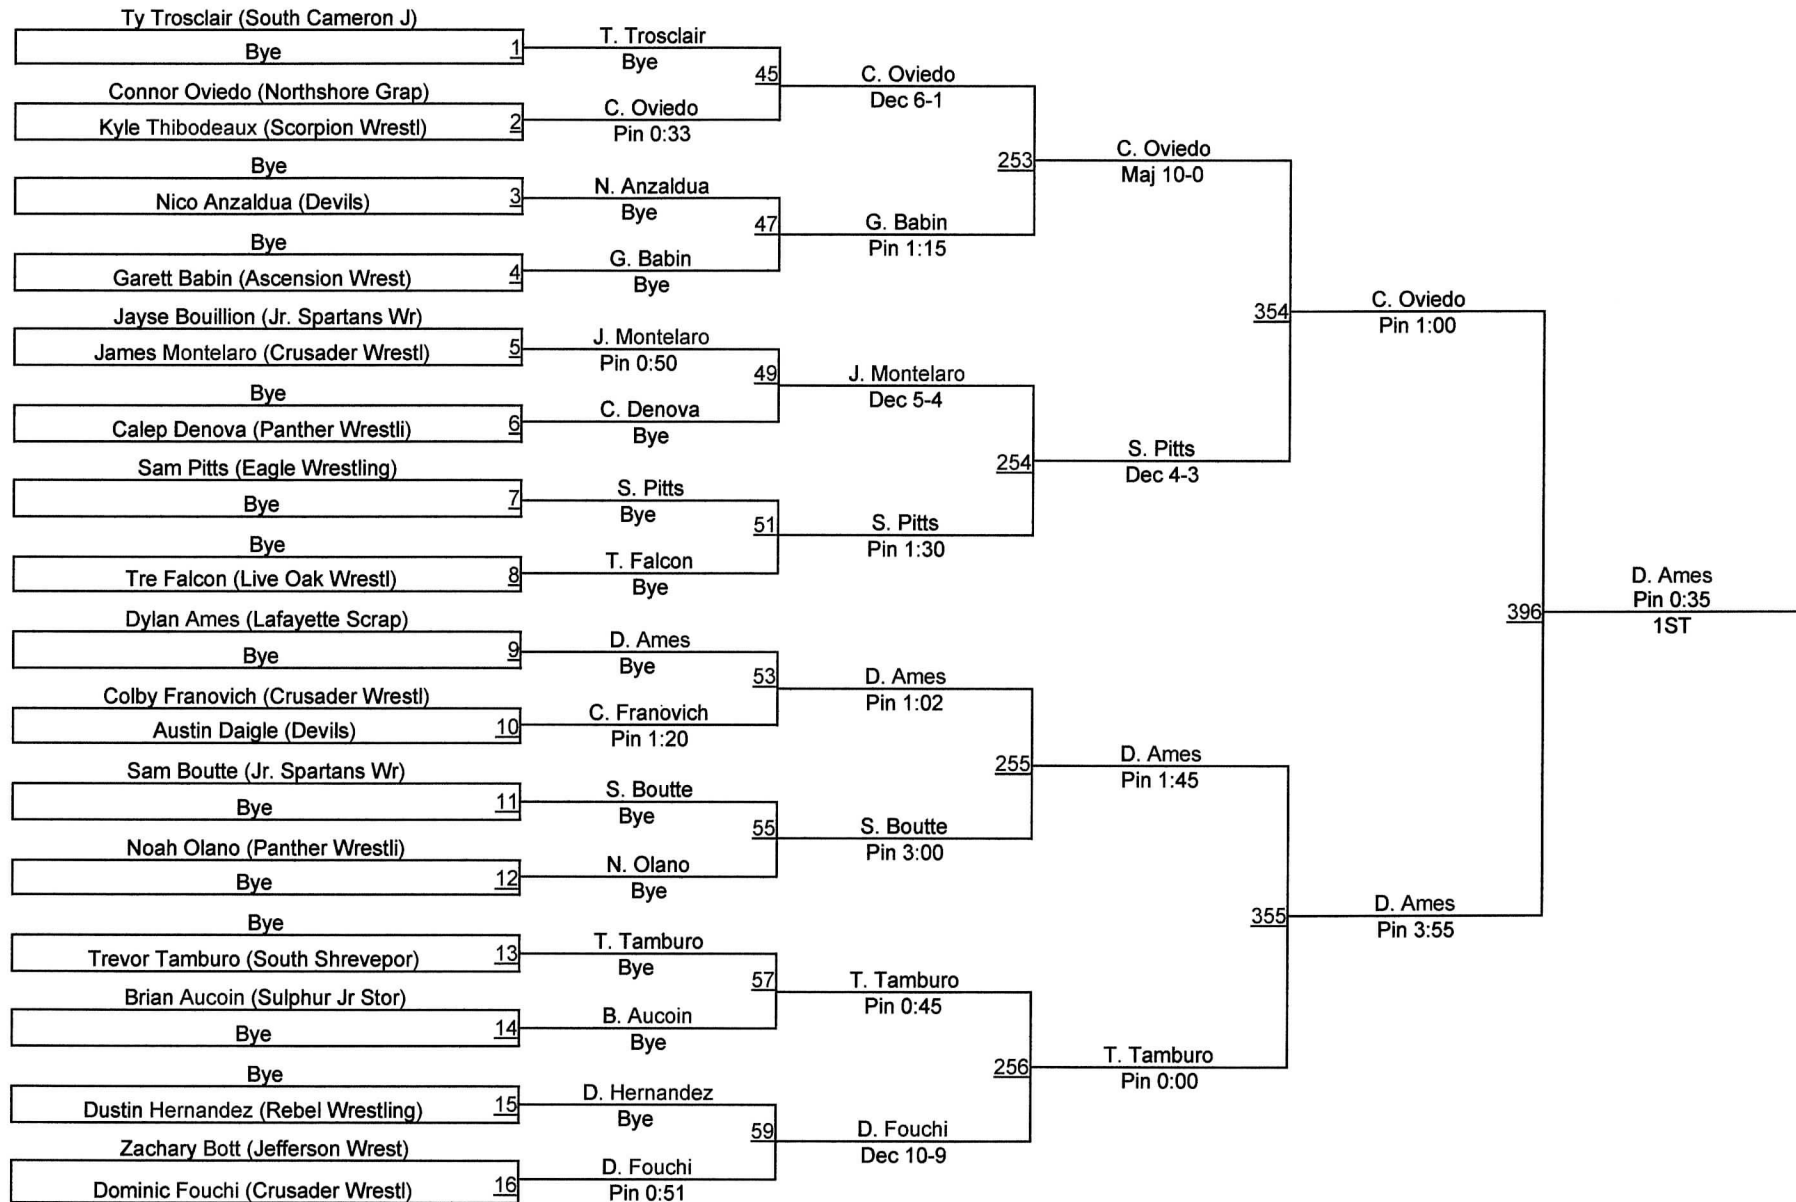 Ty Trosclair (South Cameron J)
Bye
1
T. Trosclair
Bye
Connor Oviedo (Northshore Grap)
Kyle Thibodeaux (Scorpion Wrestl)
2
C. Oviedo
Pin 0:33
45
C. Oviedo
Dec 6-1
Bye
Nico Anzaldua (Devils)
3
N. Anzaldua
Bye
Bye
Garett Babin (Ascension Wrest)
4
G. Babin
Bye
47
G. Babin
Pin 1:15
253
C. Oviedo
Maj 10-0
Jayse Bouillion (Jr. Spartans Wr)
James Montelaro (Crusader Wrestl)
5
J. Montelaro
Pin 0:50
Bye
Calep Denova (Panther Wrestli)
6
C. Denova
Bye
49
J. Montelaro
Dec 5-4
Sam Pitts (Eagle Wrestling)
Bye
7
S. Pitts
Bye
Bye
Tre Falcon (Live Oak Wrestl)
8
T. Falcon
Bye
51
S. Pitts
Pin 1:30
254
S. Pitts
Dec 4-3
354
C. Oviedo
Pin 1:00
Dylan Ames (Lafayette Scrap)
Bye
9
D. Ames
Bye
Colby Franovich (Crusader Wrestl)
Austin Daigle (Devils)
10
C. Franovich
Pin 1:20
53
D. Ames
Pin 1:02
Sam Boutte (Jr. Spartans Wr)
Bye
11
S. Boutte
Bye
Noah Olano (Panther Wrestli)
Bye
12
N. Olano
Bye
55
S. Boutte
Pin 3:00
255
D. Ames
Pin 1:45
Bye
Trevor Tamburo (South Shrevepor)
13
T. Tamburo
Bye
Brian Aucoin (Sulphur Jr Stor)
Bye
14
B. Aucoin
Bye
57
T. Tamburo
Pin 0:45
Bye
Dustin Hernandez (Rebel Wrestling)
15
D. Hernandez
Bye
Zachary Bott (Jefferson Wrest)
Dominic Fouchi (Crusader Wrestl)
16
D. Fouchi
Pin 0:51
59
D. Fouchi
Dec 10-9
256
T. Tamburo
Pin 0:00
355
D. Ames
Pin 3:55
396
D. Ames
Pin 0:35
1ST